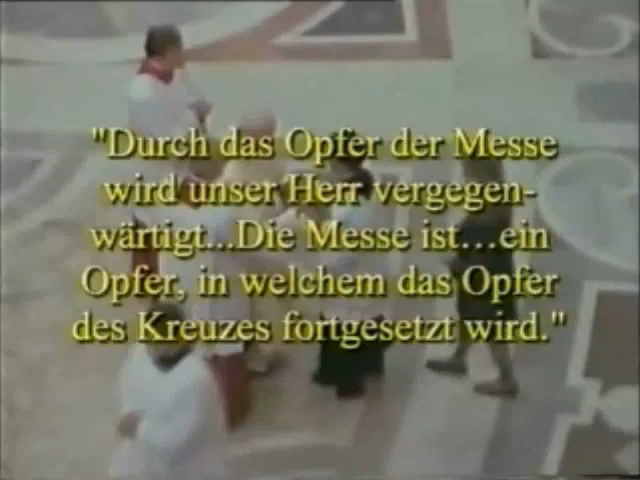 "Durch das Opfer der Messe
wird unser Herr vergegen-
wärtigt...Die Messe ist...ein
Opfer, in welchem das Opfer
des Kreuzes fortgesetzt wird."